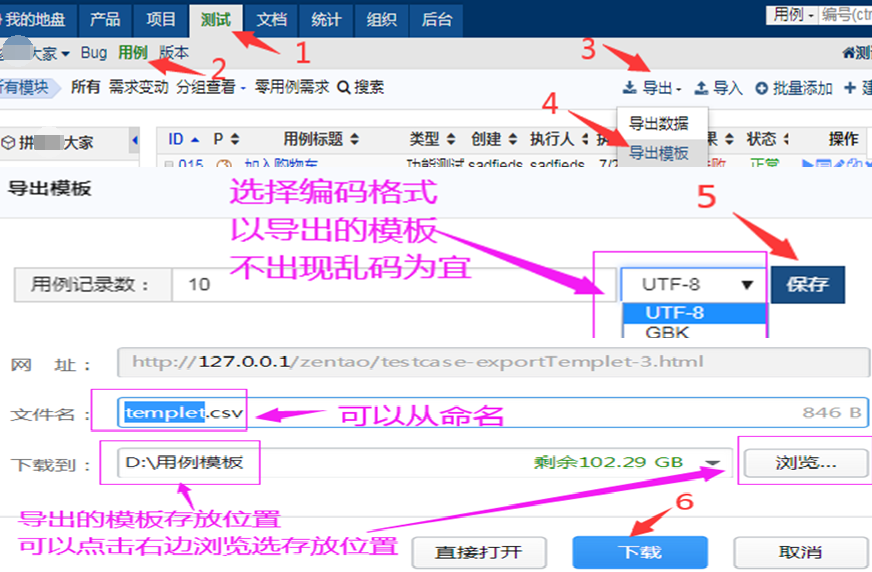 我的地盘 产品 项目 测试 文档 统计 组织 后台 用例 编号(ctr
1
大家 Bug 用例 版本 测
2
所有模块 所有 需求变动 分组查看 零用例需求 搜索 3 导出 导入 批量添加
4
导出数据
导出模板
拼 大家 ID P 用例标题 类型 创建 执行人 执 果 状态 操作
015 加入购物车 功能测试 sadfjeds sadfjeds 7/ 失败 正常
导出模板
选择编码格式
以导出的模板
不出现乱码为宜
5
用例记录数： 10 UTF-8 保存
UTF-8
GBK
网 址： http://127.0.0.1/zentao/testcase-exportTemplet-3.html
文件名： templet.csv 可以从命名 846 B
下载到： D:\用例模板 剩余102.29 GB 浏览...
导出的模板存放位置
可以点击右边浏览选存放位置
6
直接打开 下载 取消